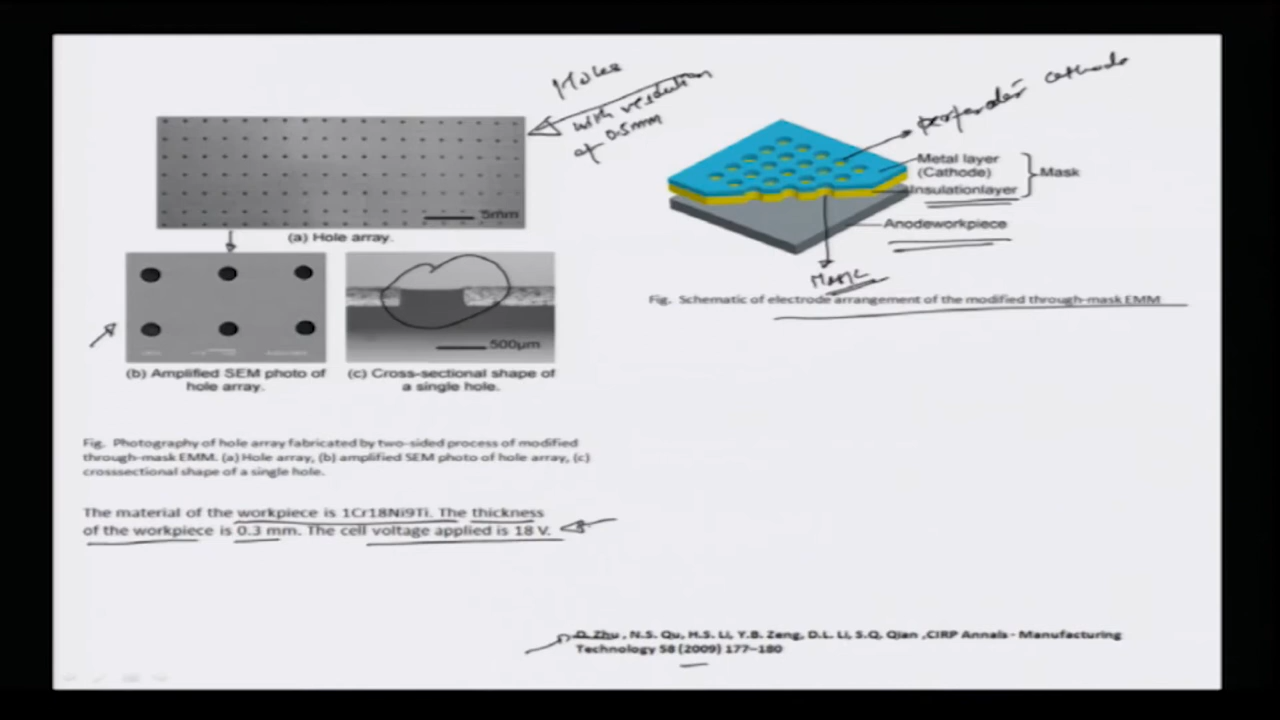 Holes
with resolution
of 0.5mm
5mm
(a) Hole array.
500µm
(b) Amplified SEM photo of
hole array.
(c) Cross-sectional shape of
a single hole.
Fig. Photography of hole array fabricated by two-sided process of modified
through-mask EMM. (a) Hole array, (b) amplified SEM photo of hole array, (c)
crosssectional shape of a single hole.
The material of the workpiece is 1Cr18Ni9Ti. The thickness
of the workpiece is 0.3 mm. The cell voltage applied is 18 V.
perforated cathode
Metal layer
(Cathode)
Insulationlayer
Mask
Anodeworkpiece
Fig. Schematic of electrode arrangement of the modified through-mask EMM
D. Zhu , N.S. Qu, H.S. Li, Y.B. Zeng, D.L. Li, S.Q. Qian ,CIRP Annals - Manufacturing
Technology 58 (2009) 177–180